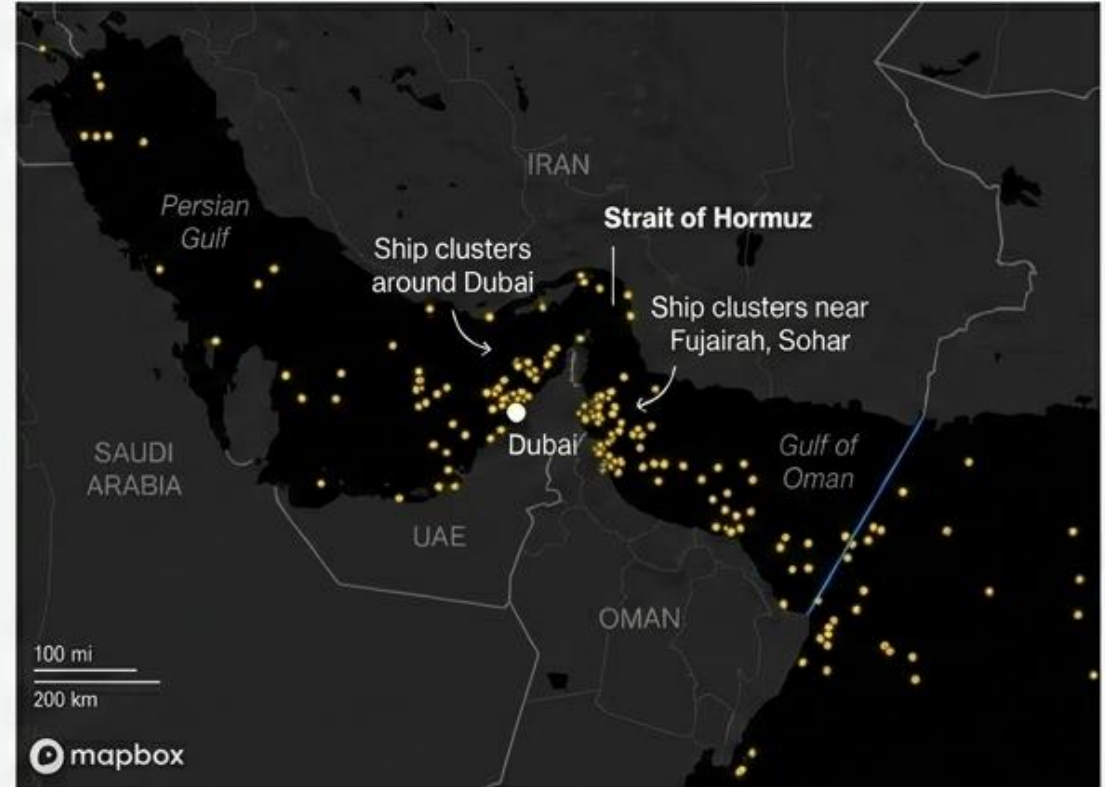 IRAN
Persian
Gulf
Strait of Hormuz
Ship clusters
around Dubai
Ship clusters near
Fujairah, Sohar
Dubai
Gulf of
Oman
SAUDI
ARABIA
UAE
OMAN
100 mi
200 km
mapbox